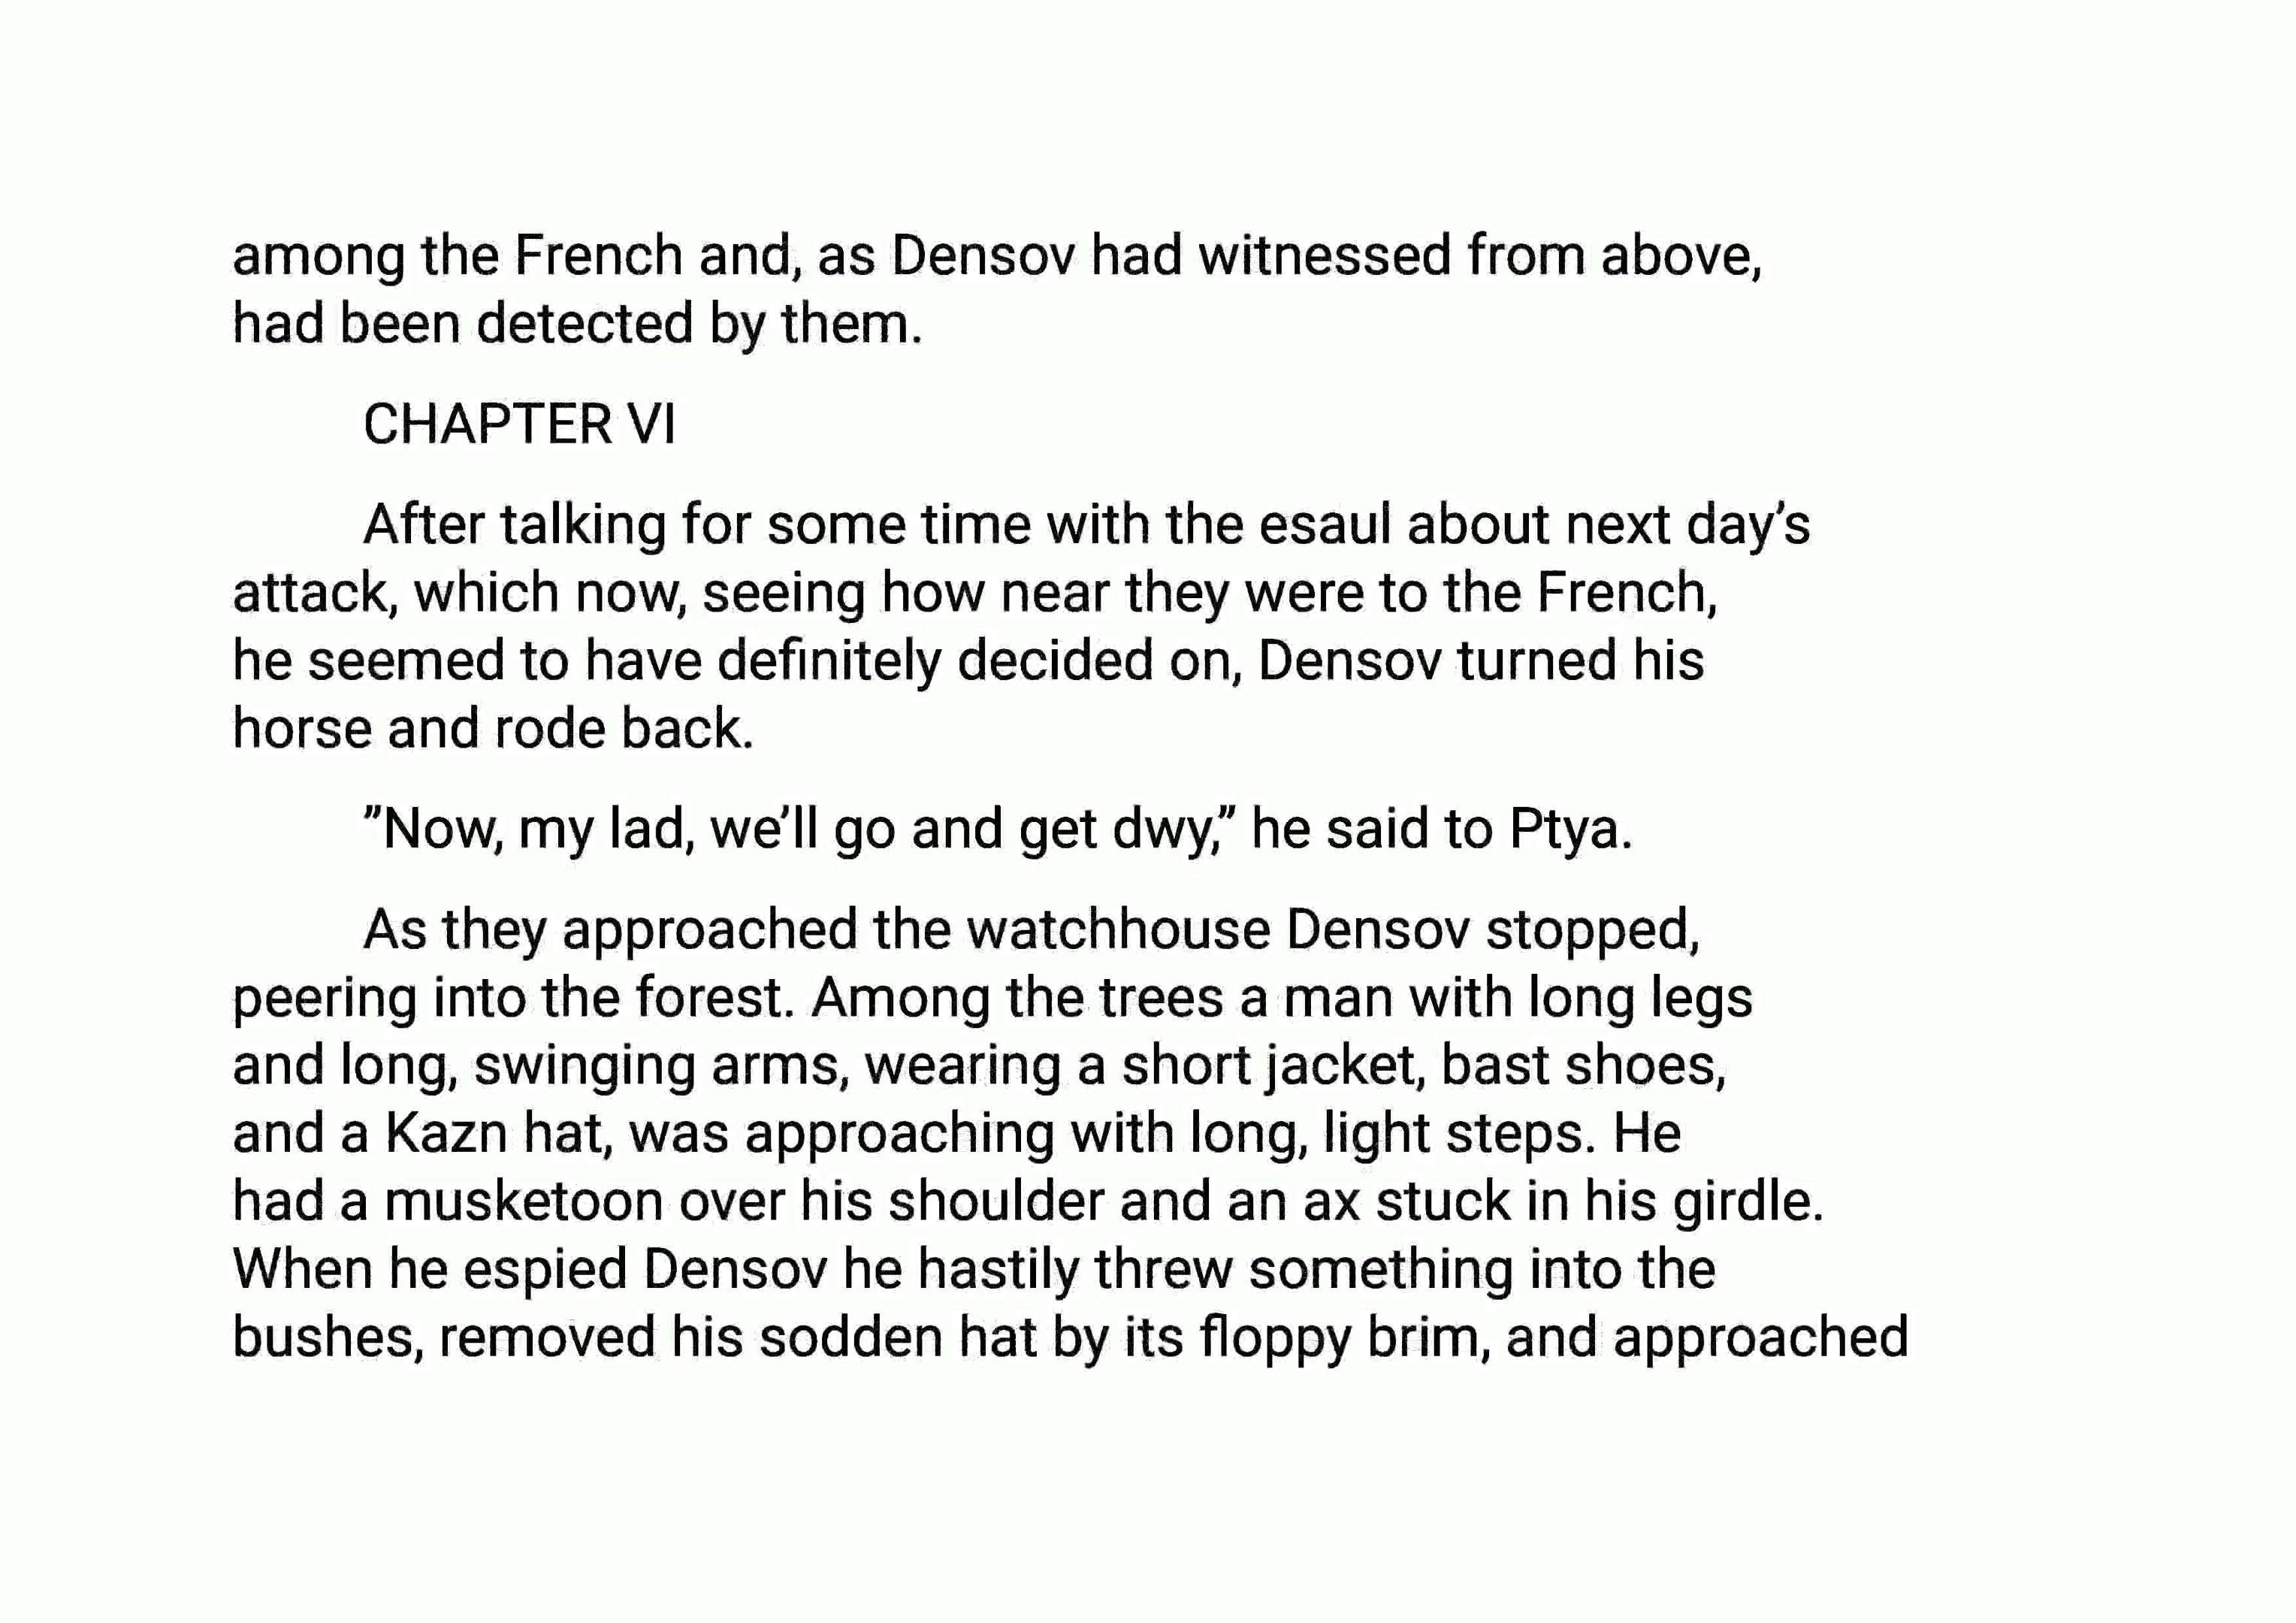 among the French and, as Densov had witnessed from above,
had been detected by them.
CHAPTER VI
After talking for some time with the esaul about next day’s
attack, which now, seeing how near they were to the French,
he seemed to have definitely decided on, Densov turned his
horse and rode back.
”Now, my lad, we’ll go and get dwy,” he said to Ptya.
As they approached the watchhouse Densov stopped,
peering into the forest. Among the trees a man with long legs
and long, swinging arms, wearing a short jacket, bast shoes,
and a Kazn hat, was approaching with long, light steps. He
had a musketoon over his shoulder and an ax stuck in his girdle.
When he espied Densov he hastily threw something into the
bushes, removed his sodden hat by its floppy brim, and approached